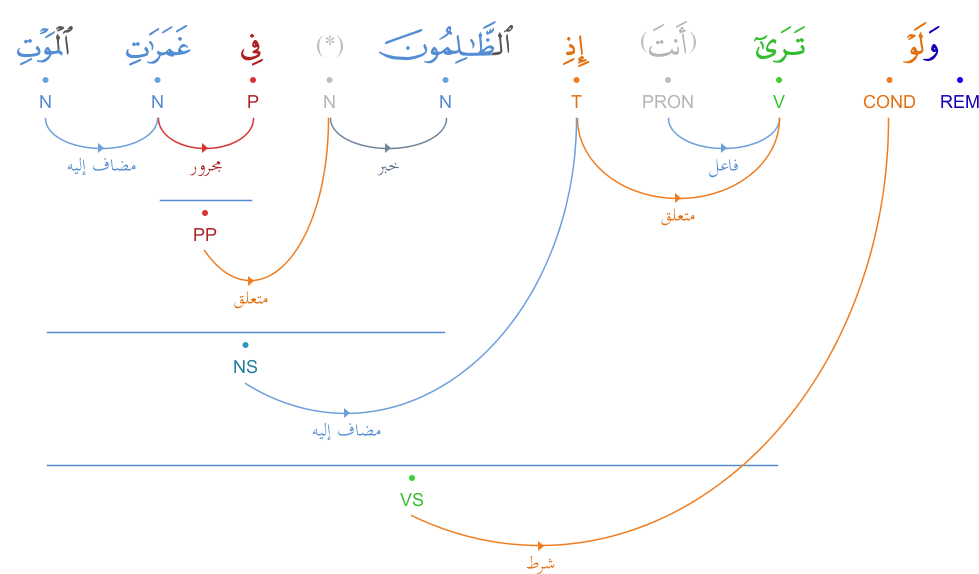 وَلَوْ تَرَىٰٓ (أَنتَ) إِذِ ٱلظَّـٰلِمُونَ (*) فِى غَمَرَٰتِ ٱلْمَوْتِ
REM COND V PRON T N N P N N
فاعل خبر مجرور مضاف إليه
متعلق
PP
متعلق
NS
مضاف إليه
VS
شرط